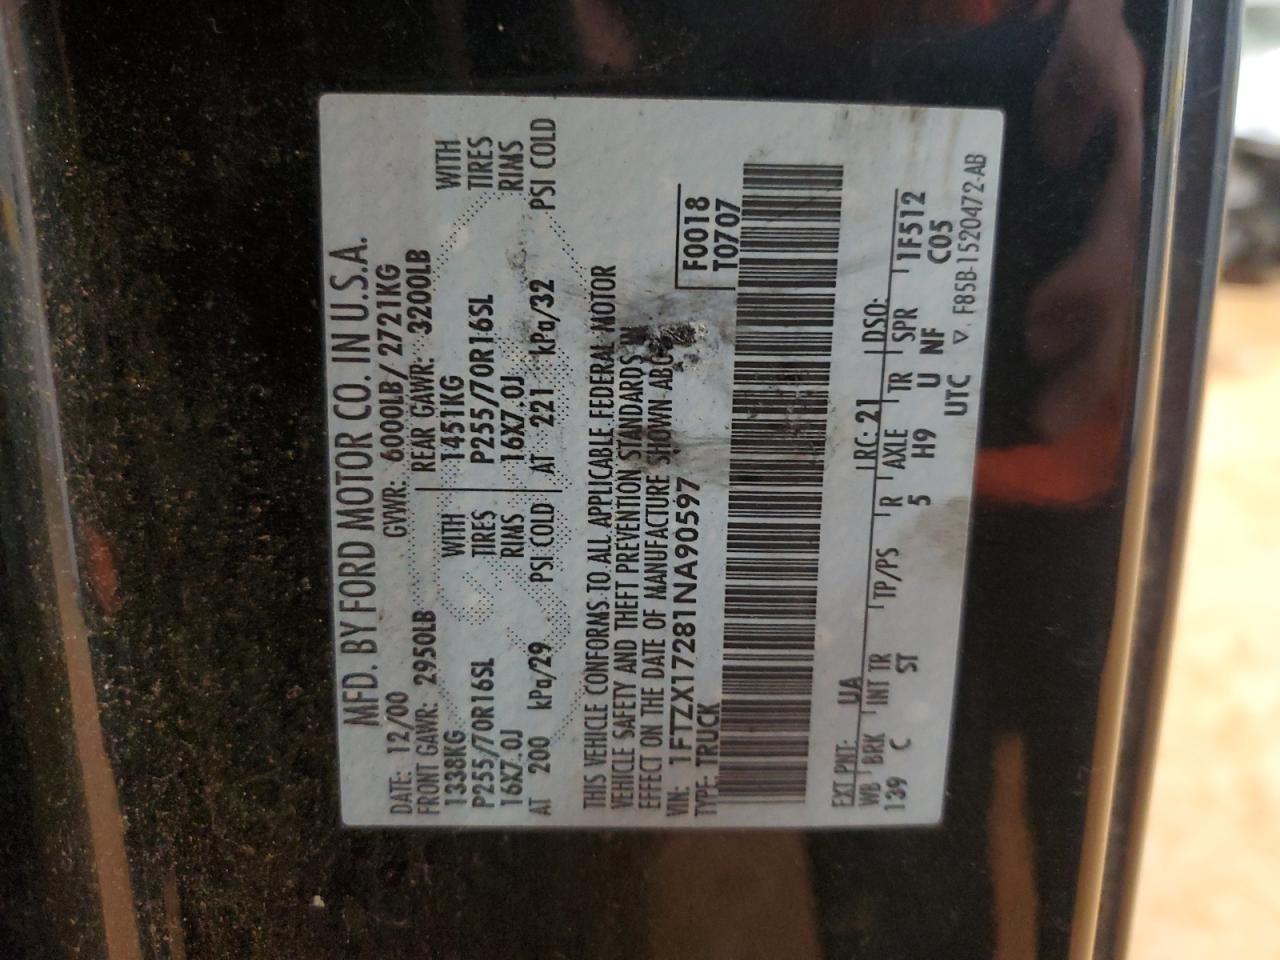 MFD. BY FORD MOTOR CO. IN U.S.A.
DATE: 12/00 GVWR: 6000LB/2721KG
FRONT GAWR: 2950LB REAR GAWR: 3200LB
1338KG WITH 1451KG WITH
P255/70R16SL TIRES P255/70R16SL TIRES
16X7.0J RIMS 16X7.0J RIMS
AT 200 kPa/29 PSI COLD AT 221 kPa/32 PSI COLD
THIS VEHICLE CONFORMS TO ALL APPLICABLE FEDERAL MOTOR
VEHICLE SAFETY AND THEFT PREVENTION STANDARDS IN
EFFECT ON THE DATE OF MANUFACTURE SHOWN
VIN: 1FTZX17281NA90597 F0018
TYPE: TRUCK T0707
EXT PNT: UA RC: 21 DSO:
WB BRK INT TR TP/PS R AXLE TR SPR 1F512
139 C ST 5 H9 U NF C05
UTC ▽ F85B-1520472-AB